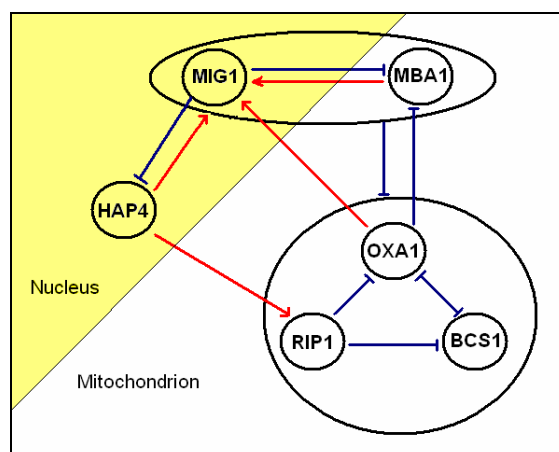 MIG1
MBA1
HAP4
OXA1
Nucleus
RIP1
BCS1
Mitochondrion